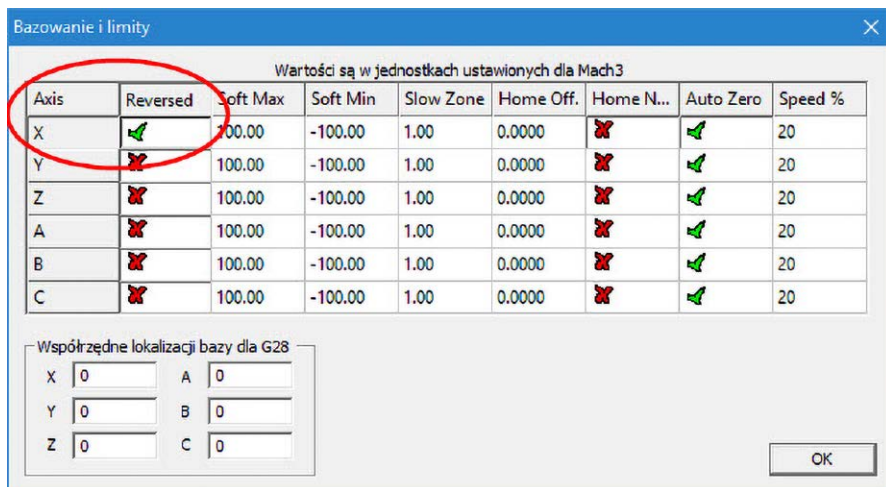 Bazowanie i limity
Wartości są w jednostkach ustawionych dla Mach3
Axis Reversed Soft Max Soft Min Slow Zone Home Off. Home N... Auto Zero Speed %
X 100.00 -100.00 1.00 0.0000 20
Y 100.00 -100.00 1.00 0.0000 20
Z 100.00 -100.00 1.00 0.0000 20
A 100.00 -100.00 1.00 0.0000 20
B 100.00 -100.00 1.00 0.0000 20
C 100.00 -100.00 1.00 0.0000 20
Współrzędne lokalizacji bazy dla G28
X 0 A 0
Y 0 B 0
Z 0 C 0
OK